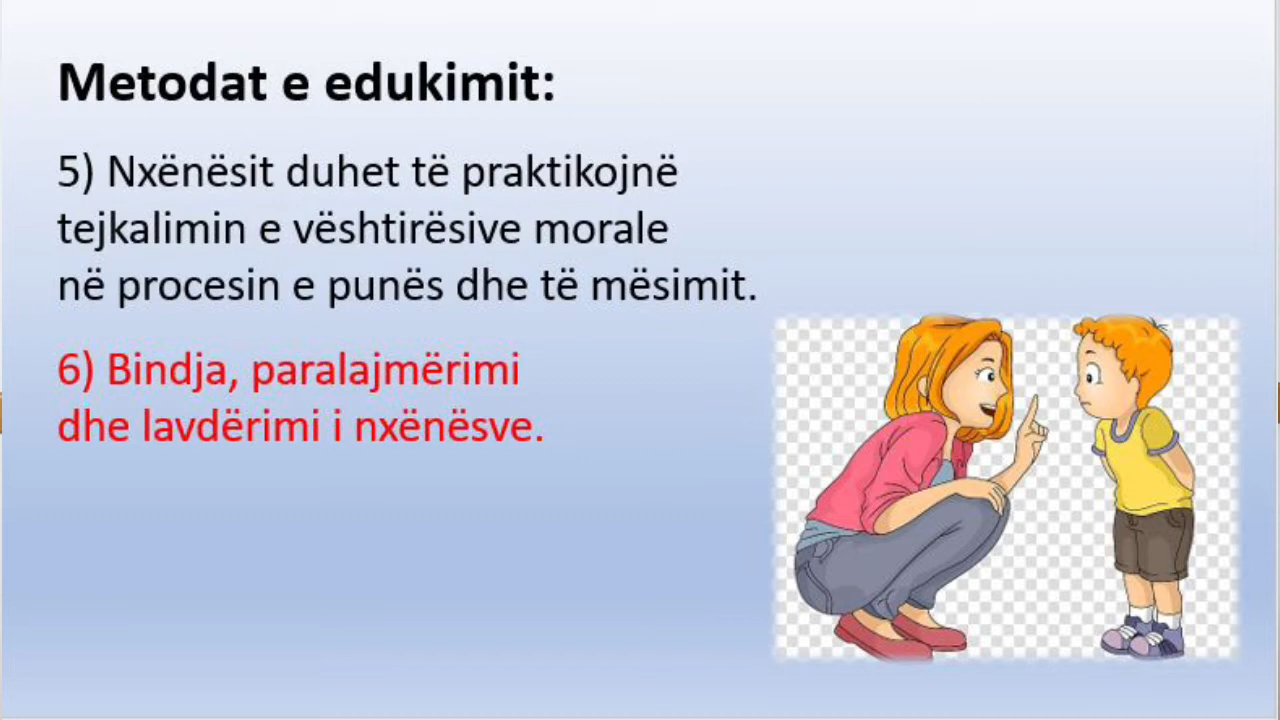 Metodat e edukimit:
5) Nxënësit duhet të praktikojnë
tejkalimin e vështirësive morale
në procesin e punës dhe të mësimit.
6) Bindja, paralajmërimi
dhe lavdërimi i nxënësve.